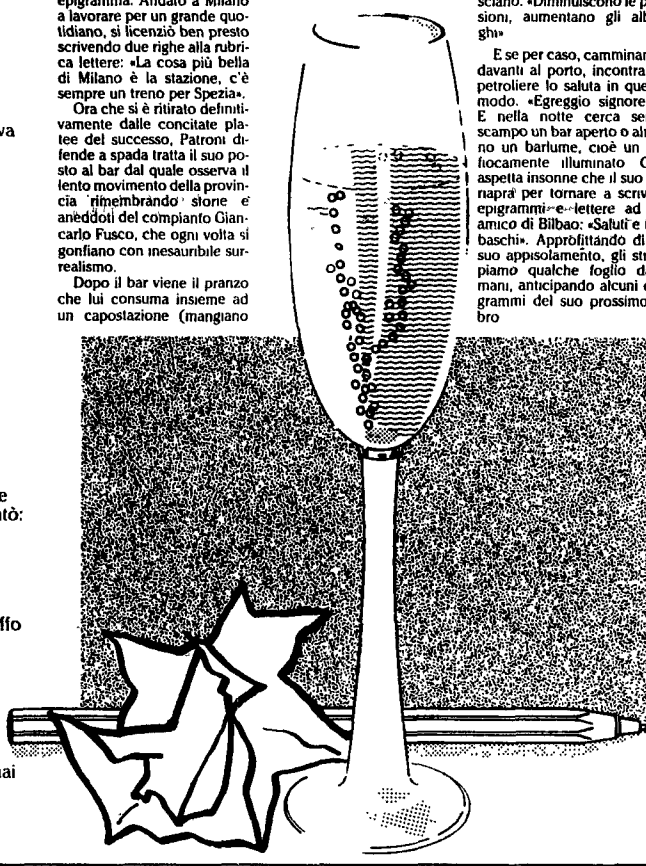 epigramma. Andato a Milano
a lavorare per un grande quo-
tidiano, si licenziò ben presto
scrivendo due righe alla rubri-
ca lettere: «La cosa più bella
di Milano è la stazione, c'è
sempre un treno per Spezia».
Ora che si è ritirato definiti-
vamente dalle concitate pla-
tee del successo, Patroni di-
fende a spada tratta il suo po-
sto al bar dal quale osserva il
lento movimento della provin-
cia rimembrando storie e
aneddoti del compianto Gian-
carlo Fusco, che ogni volta si
gonfiano con inesauribile sur-
realismo.
Dopo il bar viene il pranzo
che lui consuma insieme ad
un capostazione (mangiano
sciano. «Diminuiscono le p
sioni, aumentano gli alb
ghi»
E se per caso, camminan
davanti al porto, incontra
petroliere lo saluta in que
modo. «Egreggio signore
E nella notte cerca se
scampo un bar aperto o al
no un barlume, cioè un
fiocamente illuminato C
aspetta insonne che il suo
riapra per tornare a scriv
epigrammi e lettere ad
amico di Bilbao: «Saluti e
baschi». Approfittando di
suo appisolamento, gli str
piamo qualche foglio d
mani, anticipando alcuni e
grammi del suo prossimo
bro
va
e
tò:
ffo
nai